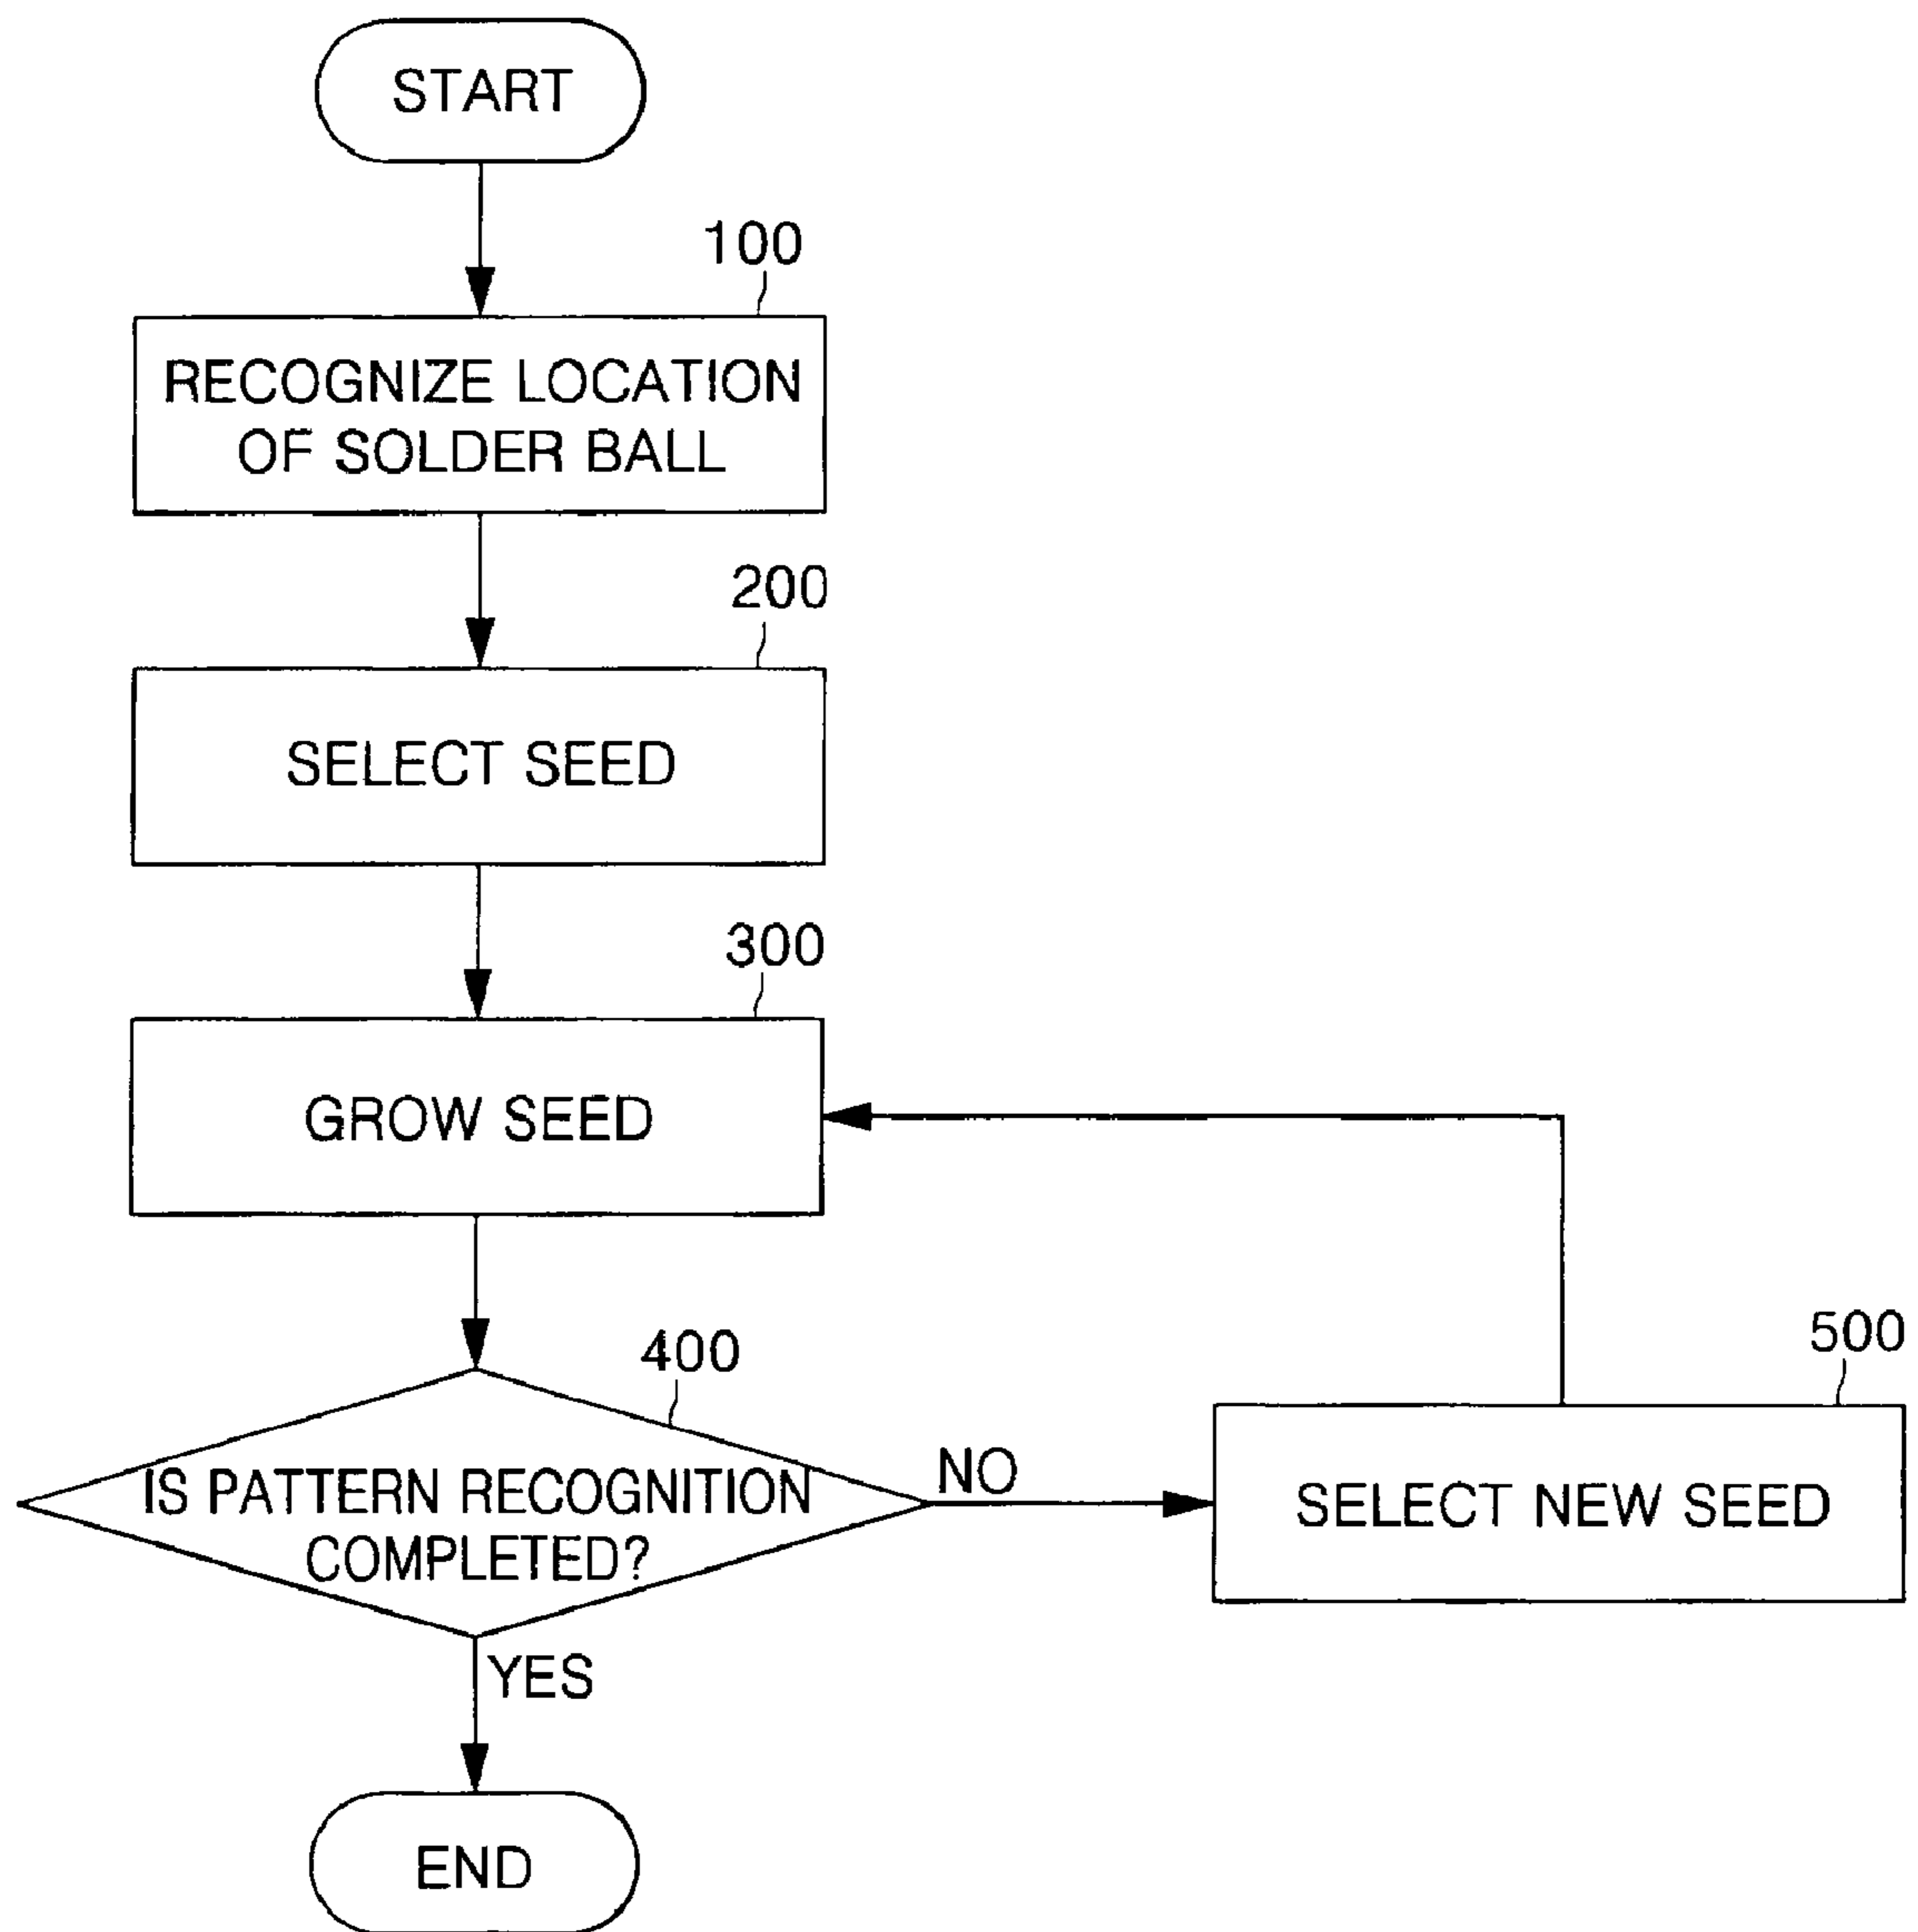 START
100
RECOGNIZE LOCATION
OF SOLDER BALL
200
SELECT SEED
300
GROW SEED
400
IS PATTERN RECOGNITION
COMPLETED?
NO
500
SELECT NEW SEED
YES
END